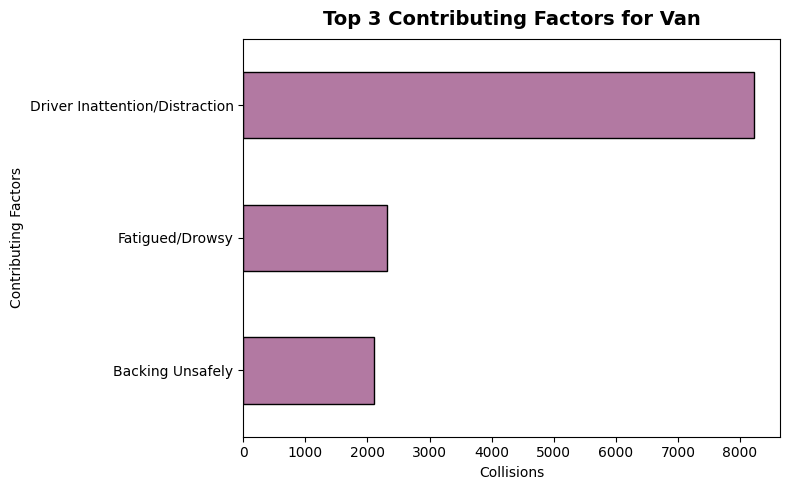 Top 3 Contributing Factors for Van
Contributing Factors
Driver Inattention/Distraction
Fatigued/Drowsy
Backing Unsafely
0 1000 2000 3000 4000 5000 6000 7000 8000
Collisions